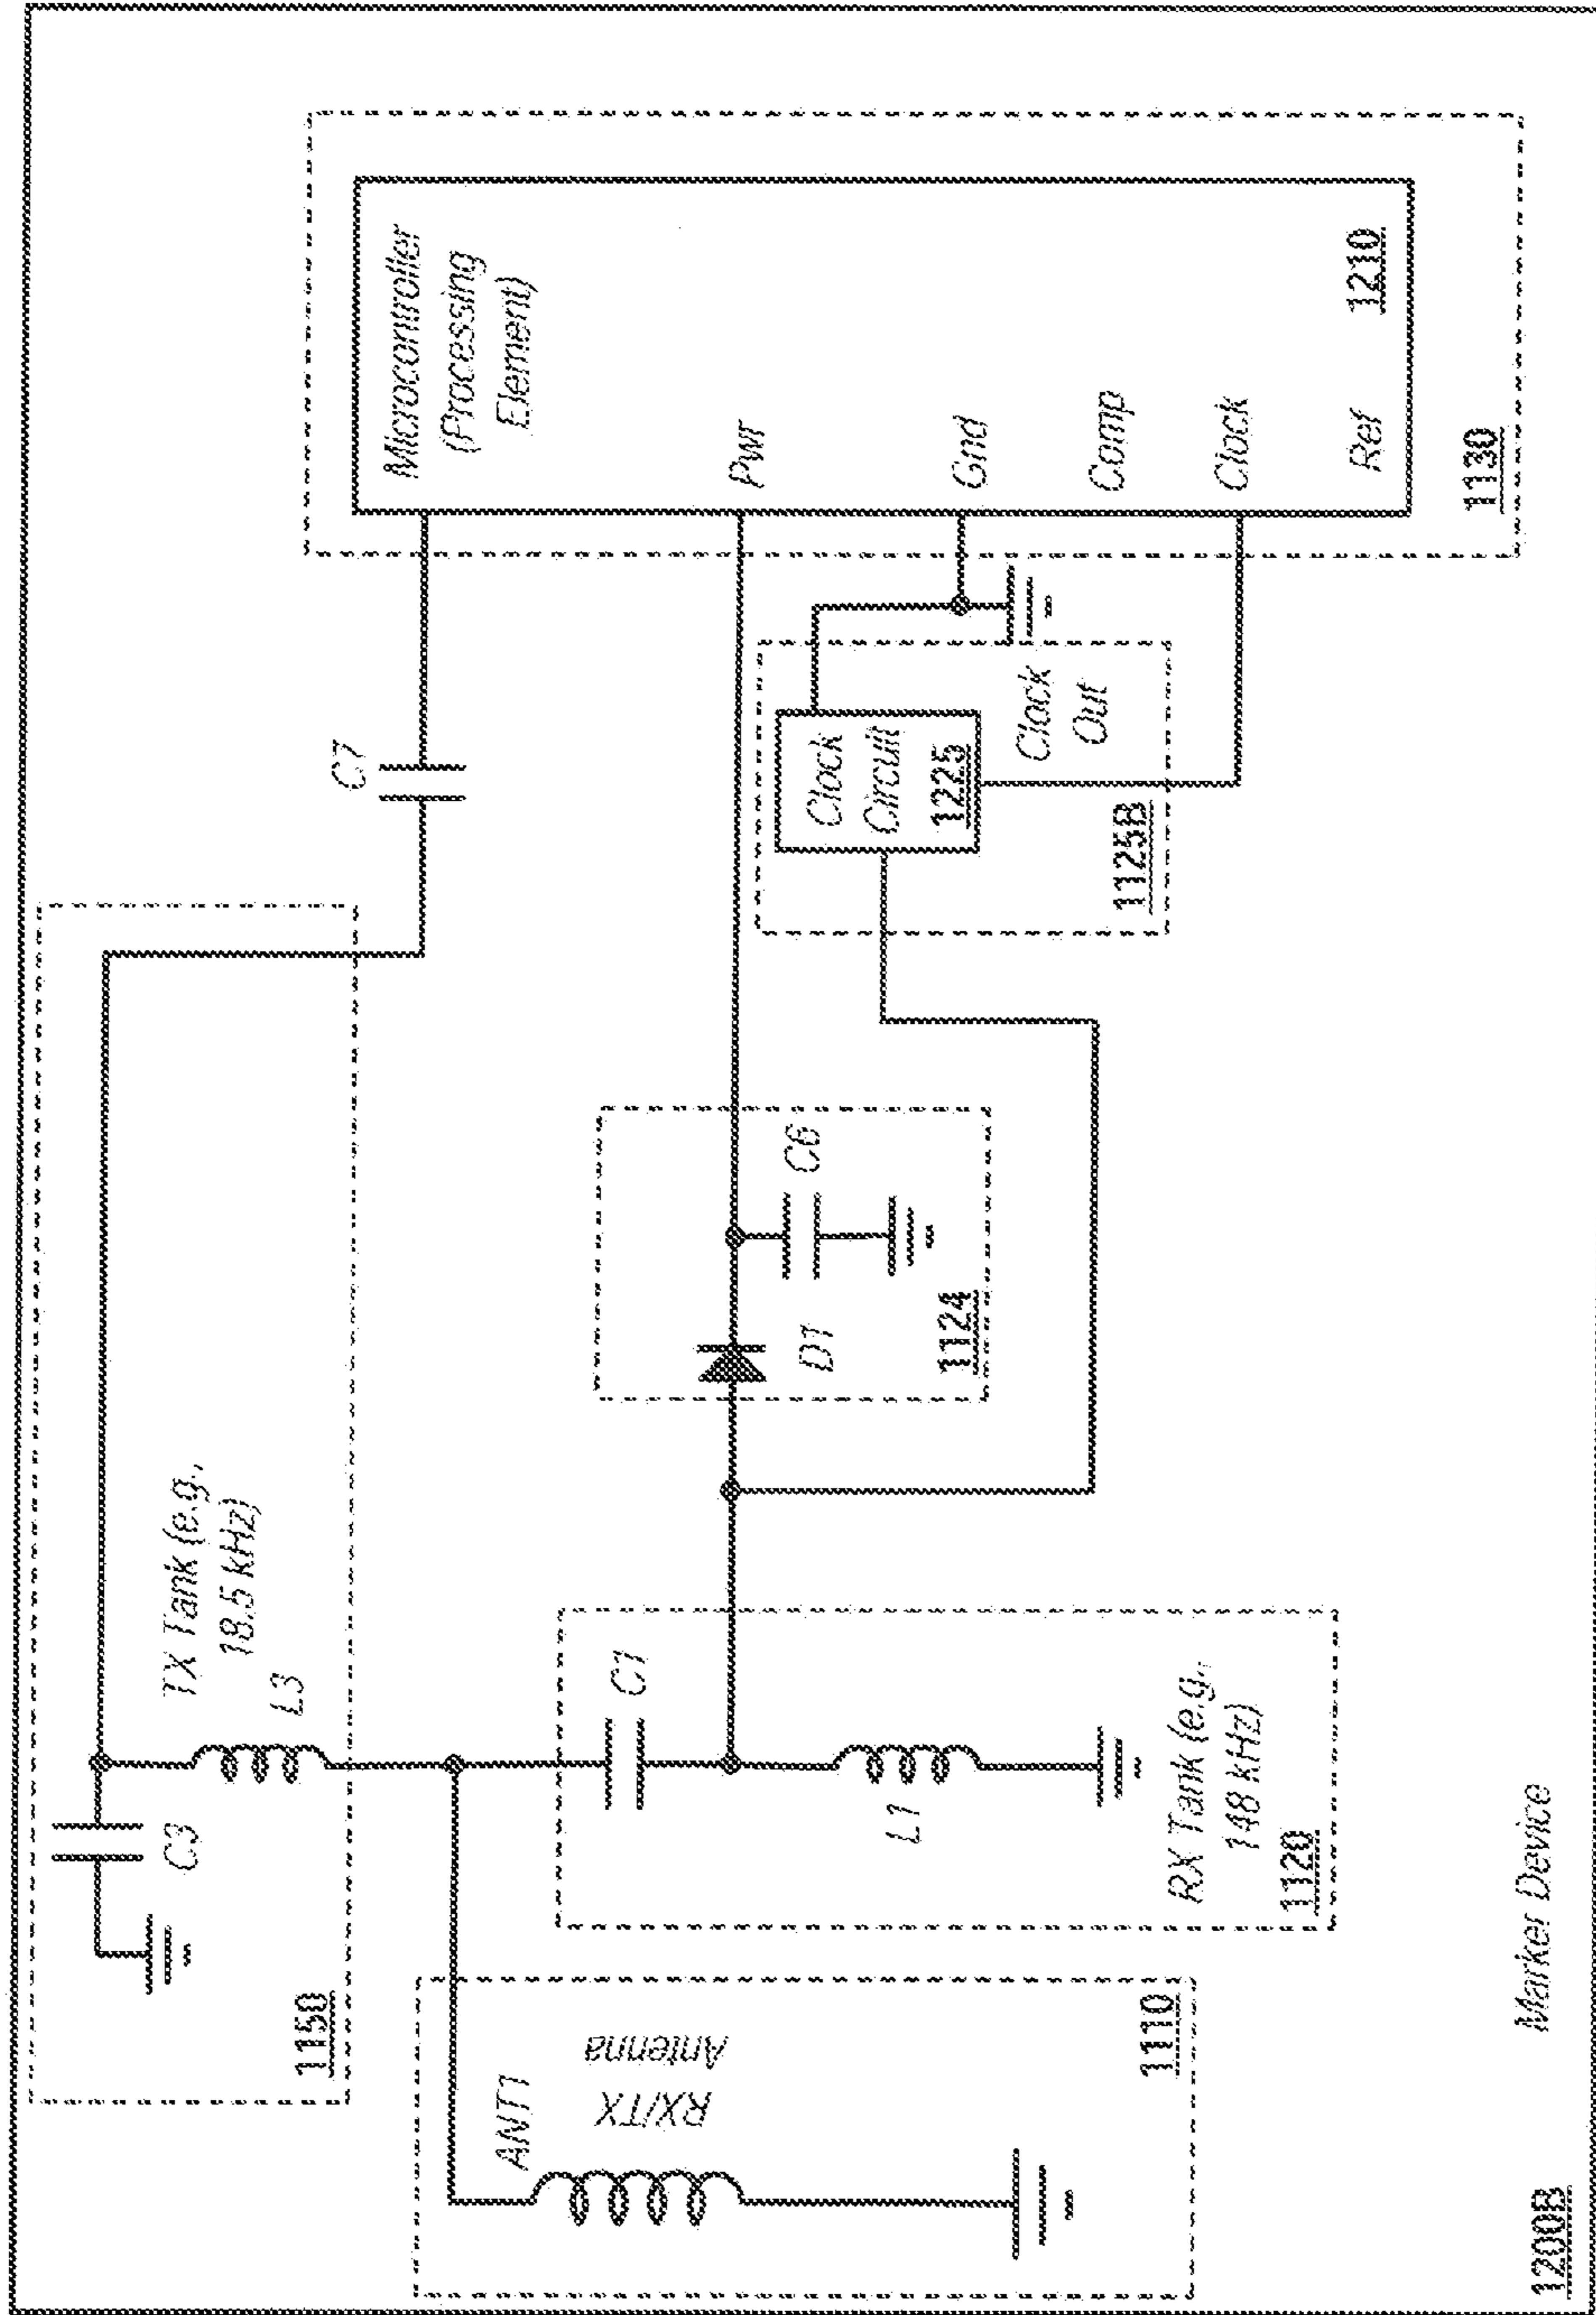 1150
C3
L3
TX Tank (e.g.,
18.5 kHz)
C7
Microcontroller
(Processing
Element)
Pwr
Gnd
Comp
Clock
Ref
1210
1130
ANT1
RX/TX
Antenna
1110
C1
L1
RX Tank (e.g.,
148 kHz)
1120
D1
C6
1124
Clock
Circuit
1225
Clock
Out
1125B
1200B
Marker Device